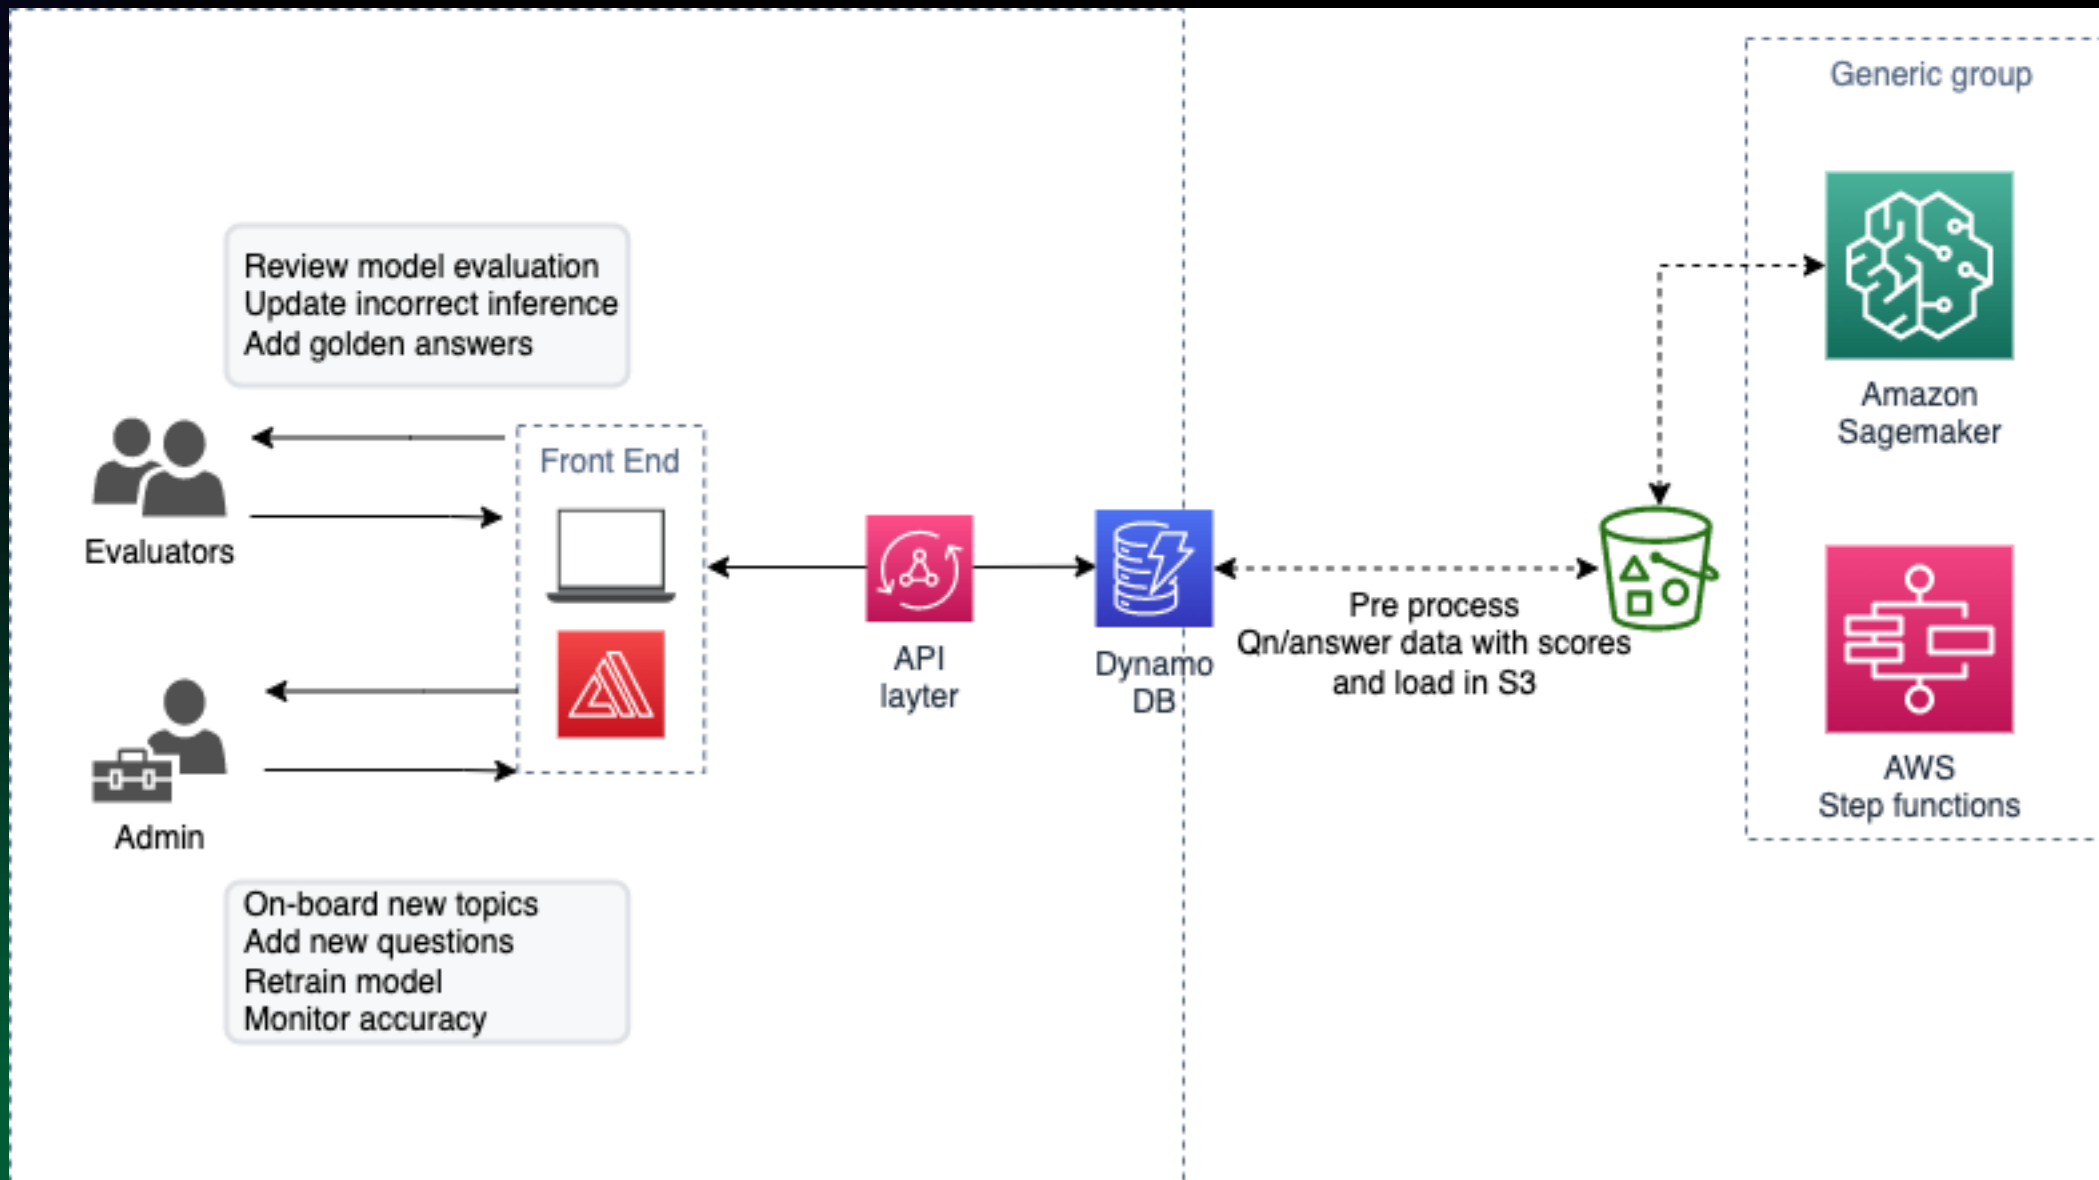 Generic group
Review model evaluation
Update incorrect inference
Add golden answers
Amazon
Sagemaker
Front End
Evaluators
API
layter
Dynamo
DB
Pre process
Qn/answer data with scores
and load in S3
AWS
Step functions
Admin
On-board new topics
Add new questions
Retrain model
Monitor accuracy